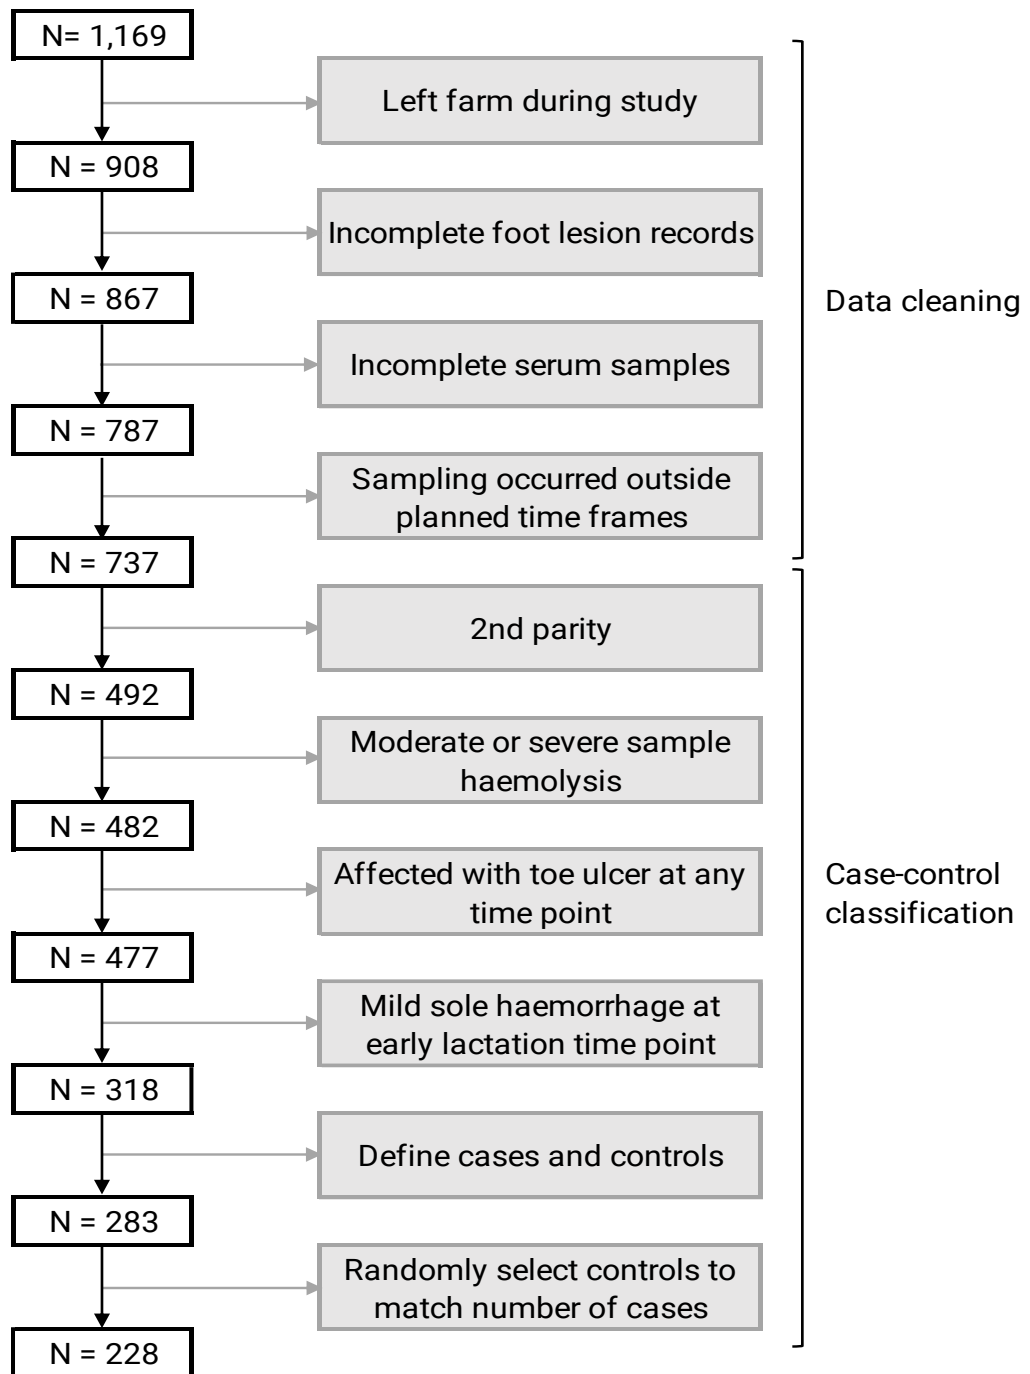 N= 1,169
Left farm during study
N = 908
Incomplete foot lesion records
N = 867
Data cleaning
Incomplete serum samples
N = 787
Sampling occurred outside
planned time frames
N = 737
2nd parity
N = 492
Moderate or severe sample
haemolysis
N = 482
Affected with toe ulcer at any
time point
Case-control
classification
N = 477
Mild sole haemorrhage at
early lactation time point
N = 318
Define cases and controls
N = 283
Randomly select controls to
match number of cases
N = 228